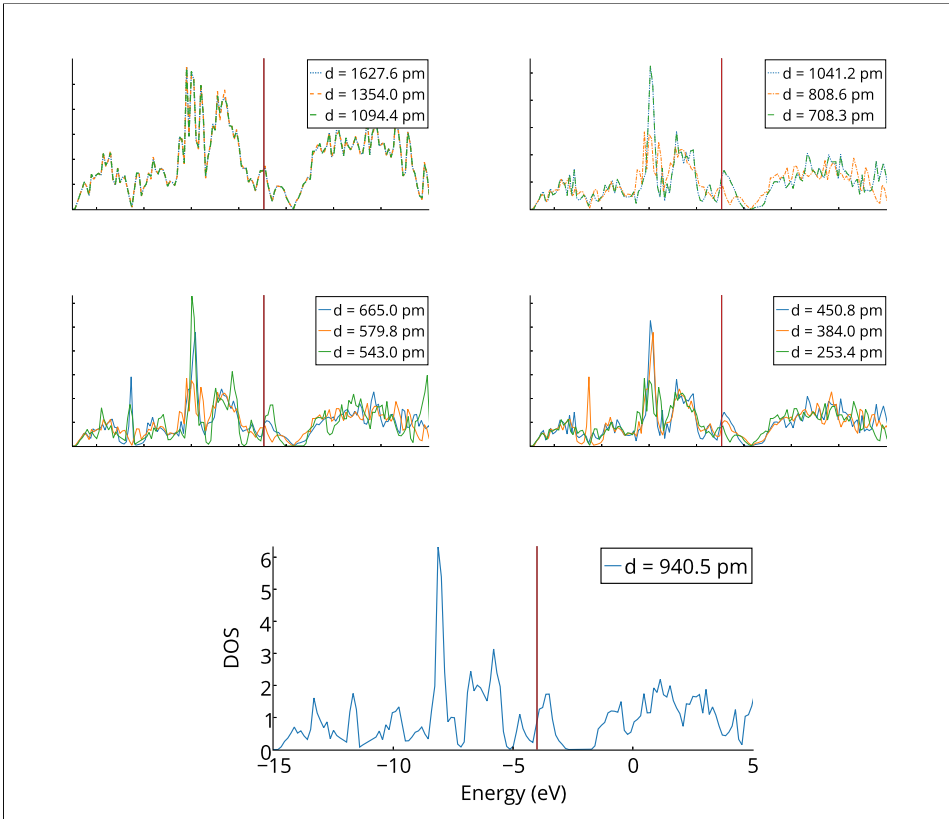 d = 1627.6 pm
d = 1354.0 pm
d = 1094.4 pm
d = 1041.2 pm
d = 808.6 pm
d = 708.3 pm
d = 665.0 pm
d = 579.8 pm
d = 543.0 pm
d = 450.8 pm
d = 384.0 pm
d = 253.4 pm
d = 940.5 pm
6
5
4
3
2
1
0
DOS
−15 −10 −5 0 5
Energy (eV)